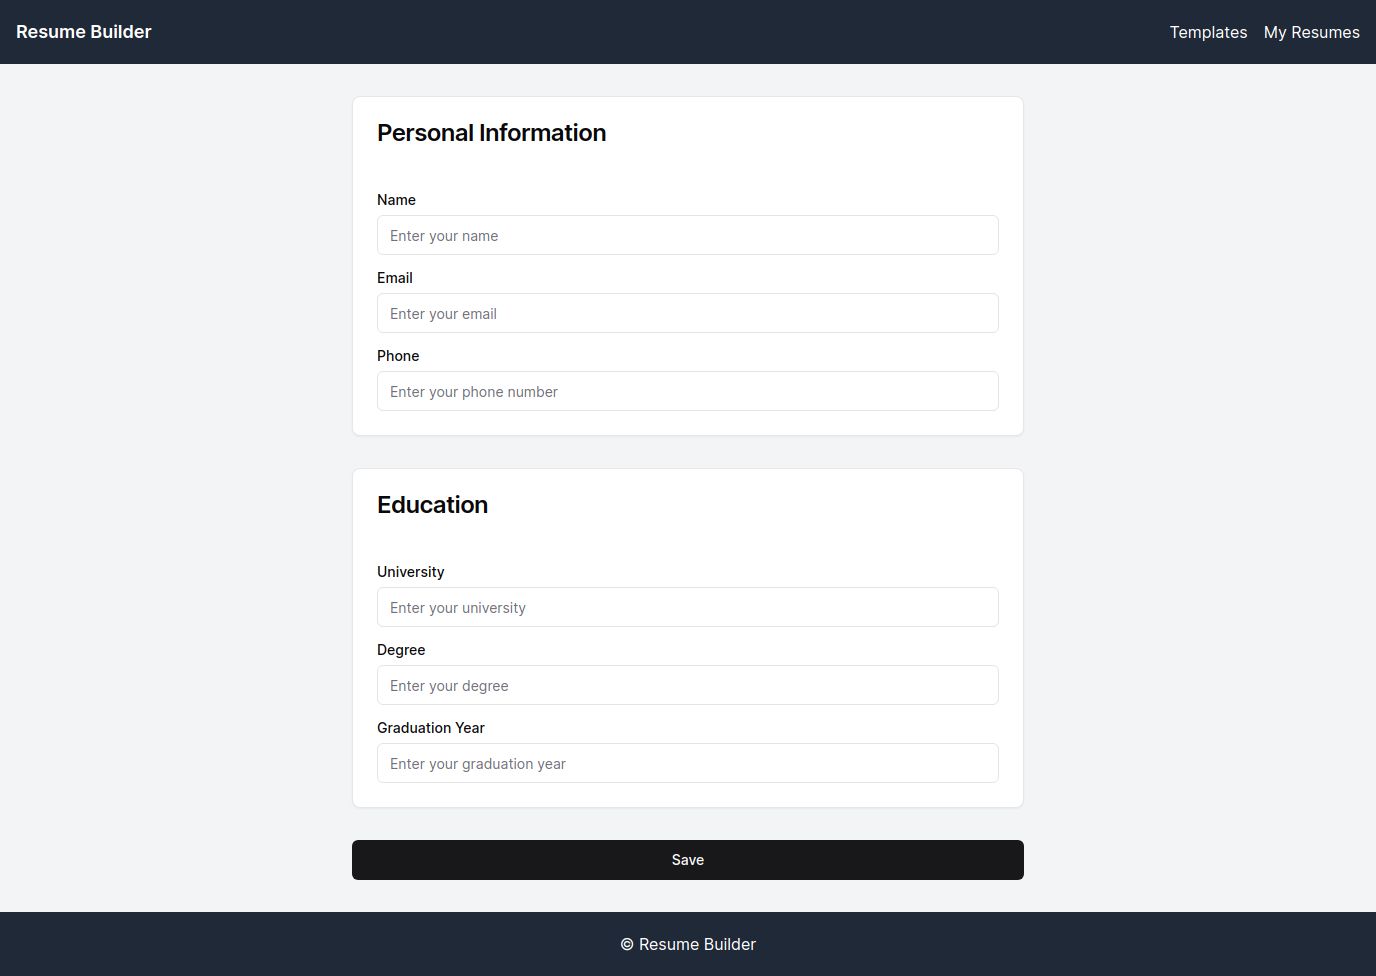 Resume Builder
Templates My Resumes
Personal Information
Name
Enter your name
Email
Enter your email
Phone
Enter your phone number
Education
University
Enter your university
Degree
Enter your degree
Graduation Year
Enter your graduation year
Save
© Resume Builder